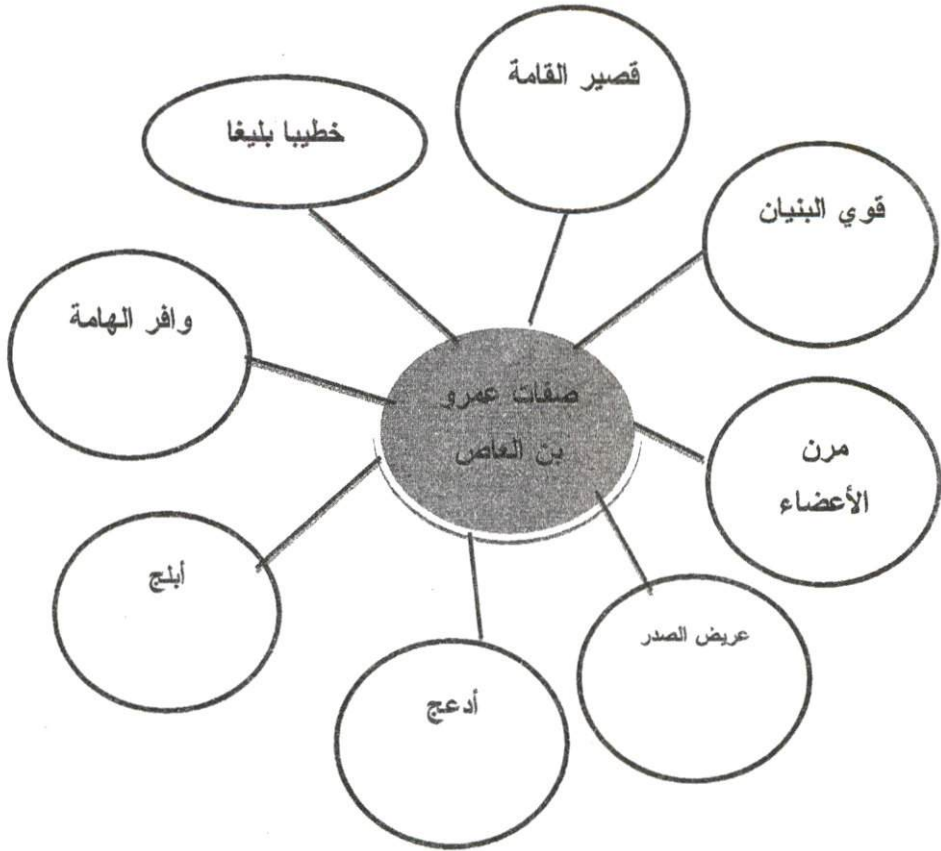 صفات عمرو
بن العاص
قصير القامة
قوي البنيان
مرن
الأعضاء
عريض الصدر
أدعج
أبلج
وافر الهامة
خطيبا بليغا